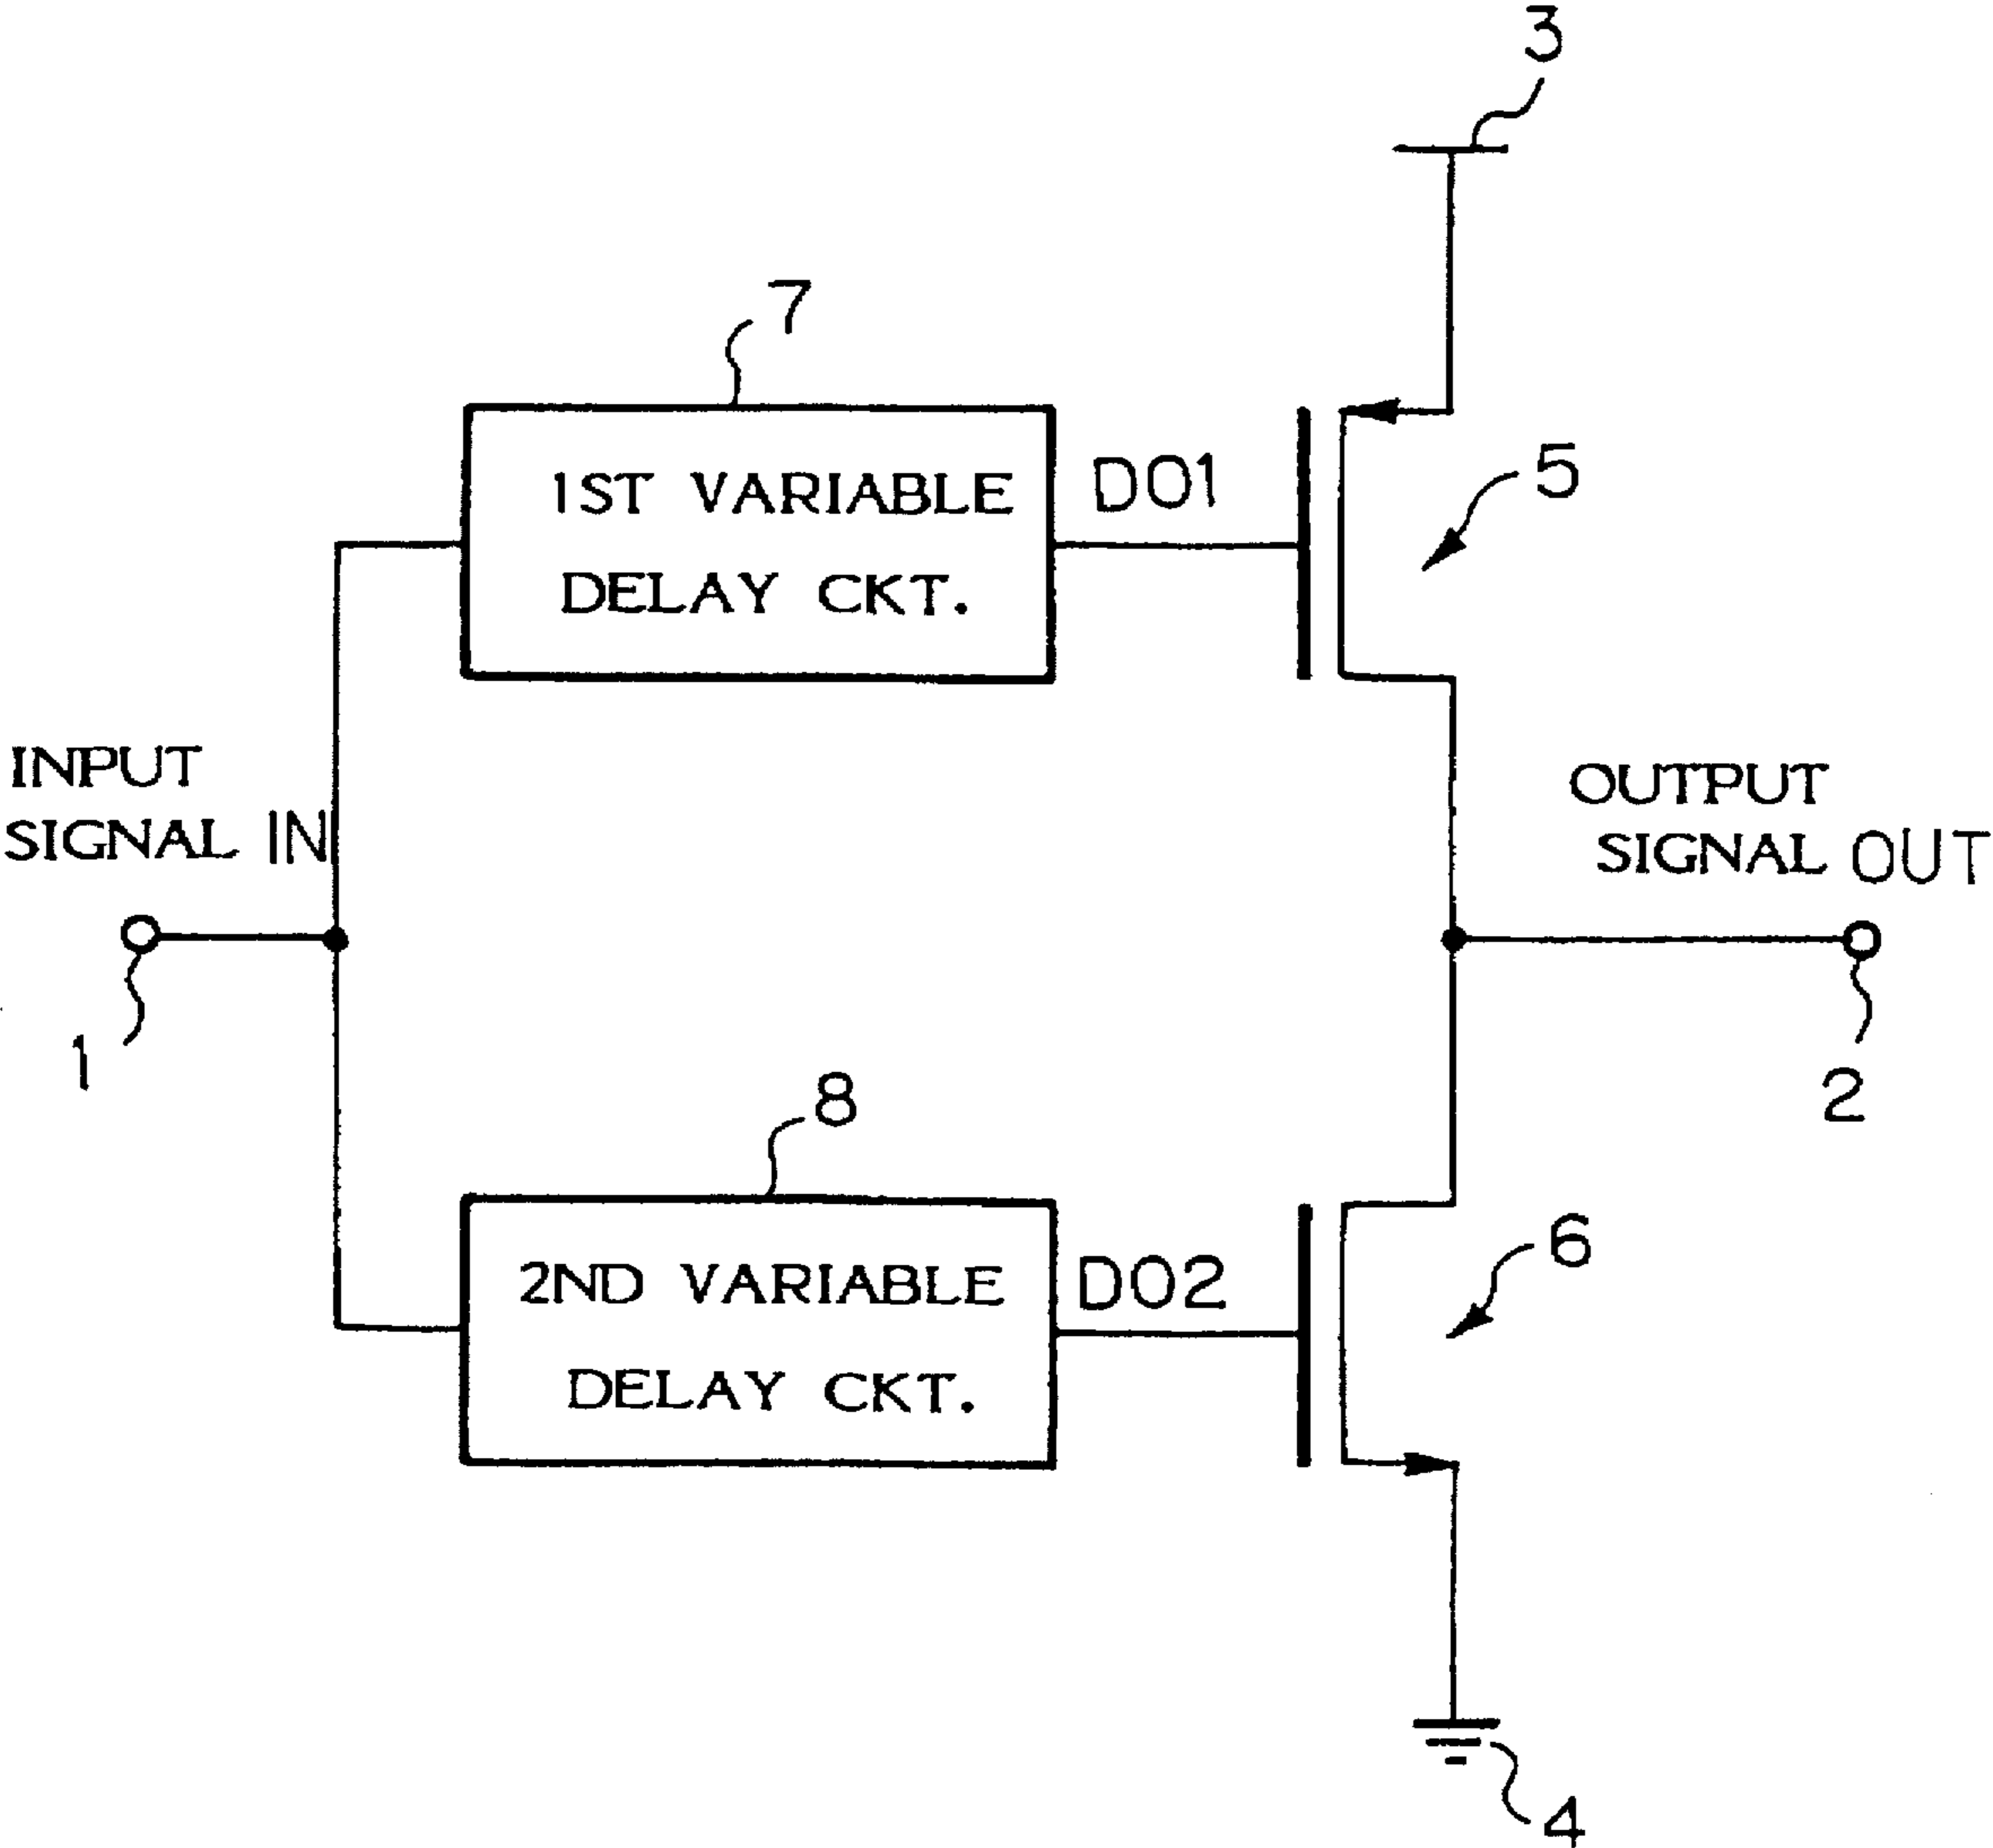 3
7
1ST VARIABLE
DELAY CKT.
DO1
5
INPUT
SIGNAL IN
OUTPUT
SIGNAL OUT
1
2
8
2ND VARIABLE
DELAY CKT.
DO2
6
4